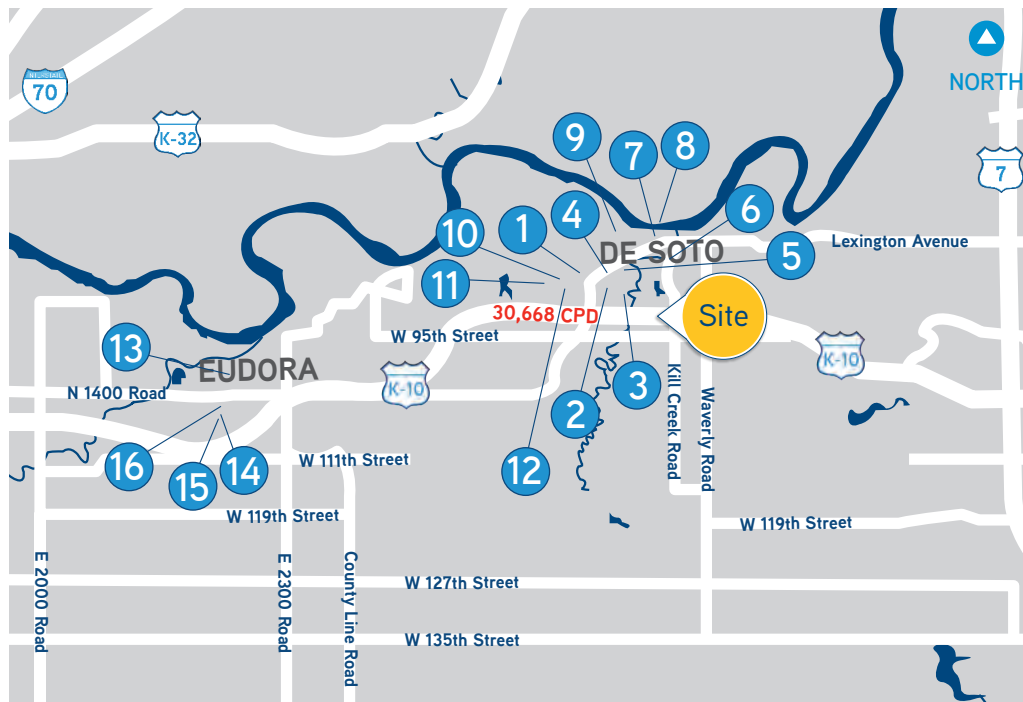 NORTH
INT.-STATE
70
K-32
7
9
7
8
6
10
1
4
5
Lexington Avenue
DE SOTO
11
30,668 CPD
Site
W 95th Street
13
EUDORA
K-10
K-10
N 1400 Road
3
2
Kill Creek Road
Waverly Road
16
15
14
12
W 111th Street
W 119th Street
W 119th Street
E 2000 Road
E 2300 Road
County Line Road
W 127th Street
W 135th Street